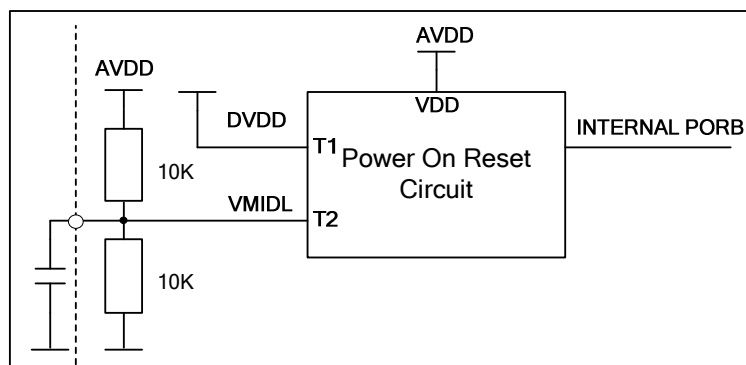 AVDD
AVDD
DVDD
VDD
INTERNAL PORB
T1
Power On Reset
Circuit
10K
VMIDL
T2
10K